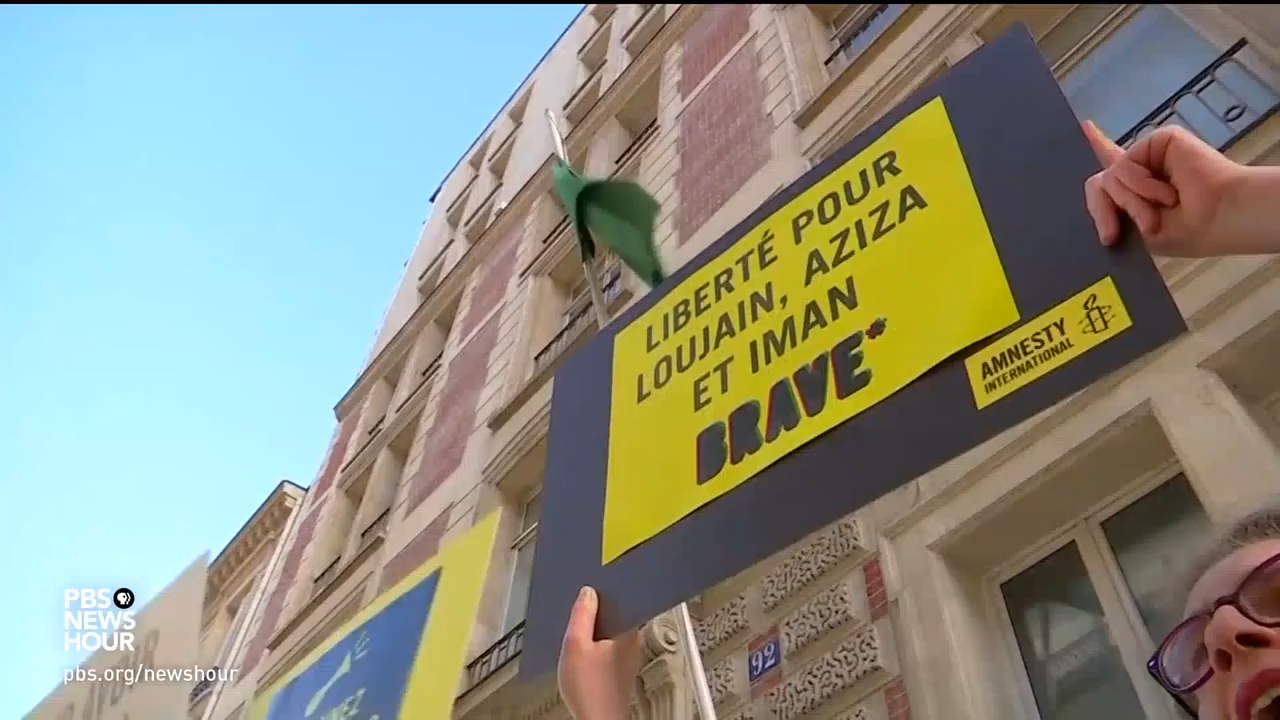 LIBERTÉ POUR
LOUJAIN, AZIZA
ET IMAN
BRAVE*
AMNESTY
INTERNATIONAL
92
PBS
NEWS
HOUR
pbs.org/newshour